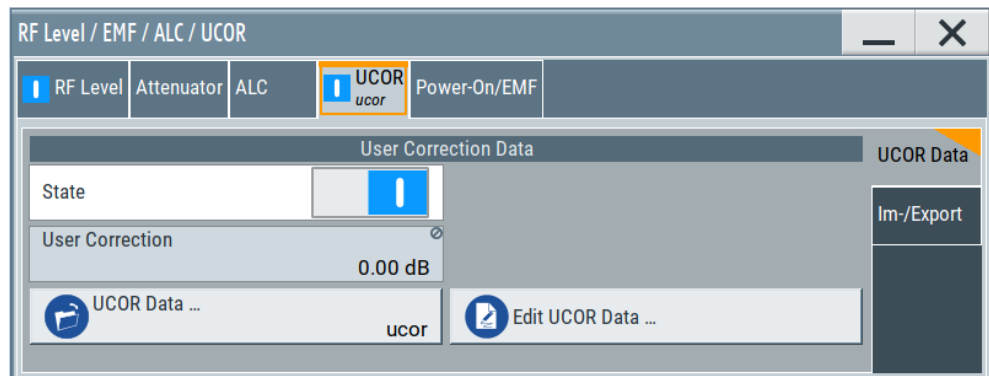 RF Level / EMF / ALC / UCOR
RF Level Attenuator ALC UCOR Power-On/EMF
ucor
User Correction Data
UCOR Data
State
Im-/Export
User Correction
0.00 dB
UCOR Data ...
ucor
Edit UCOR Data ...